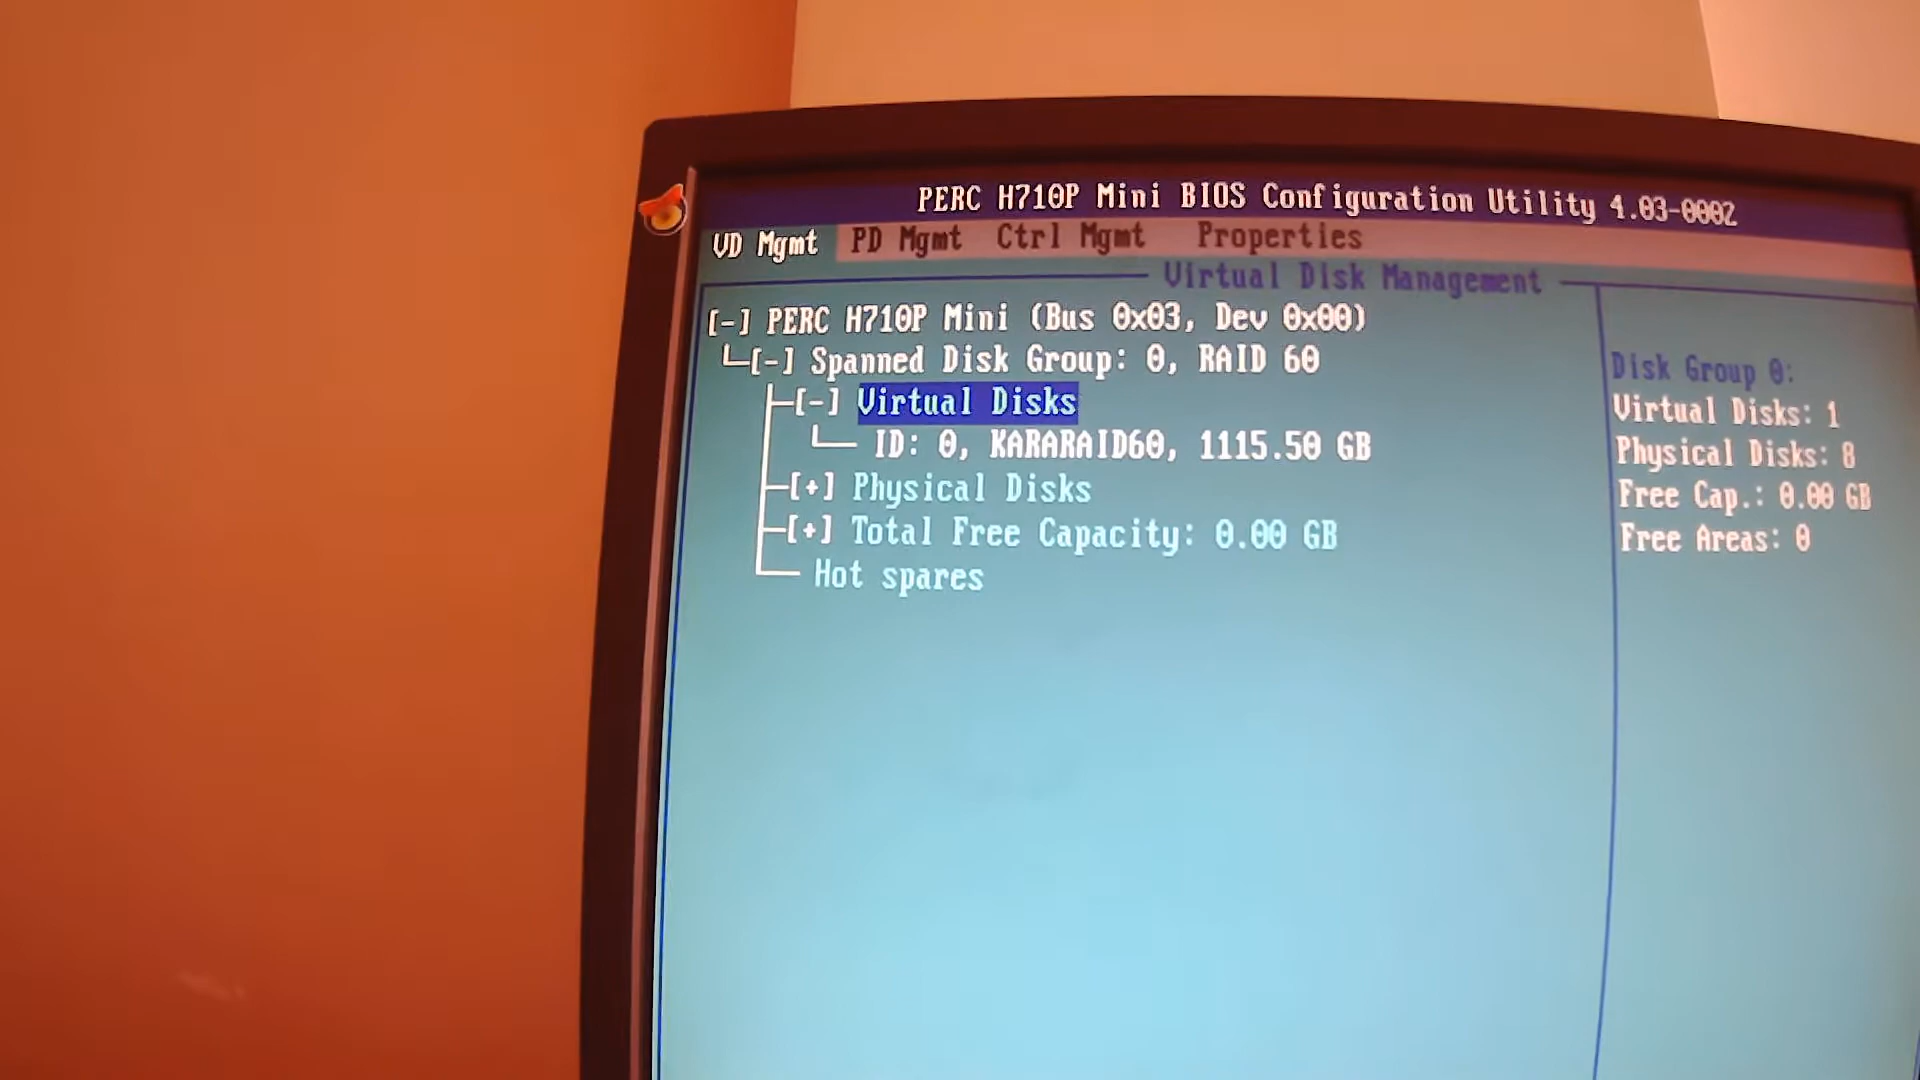 PERC H710P Mini BIOS Configuration Utility 4.03-0002
VD Mgmt PD Mgmt Ctrl Mgmt Properties
Virtual Disk Management
[-] PERC H710P Mini (Bus 0x03, Dev 0x00)
[-] Spanned Disk Group: 0, RAID 60
[-] Virtual Disks
ID: 0, KARARAID60, 1115.50 GB
[+] Physical Disks
[+] Total Free Capacity: 0.00 GB
Hot spares
Disk Group 0:
Virtual Disks: 1
Physical Disks: 8
Free Cap.: 0.00 GB
Free Areas: 0